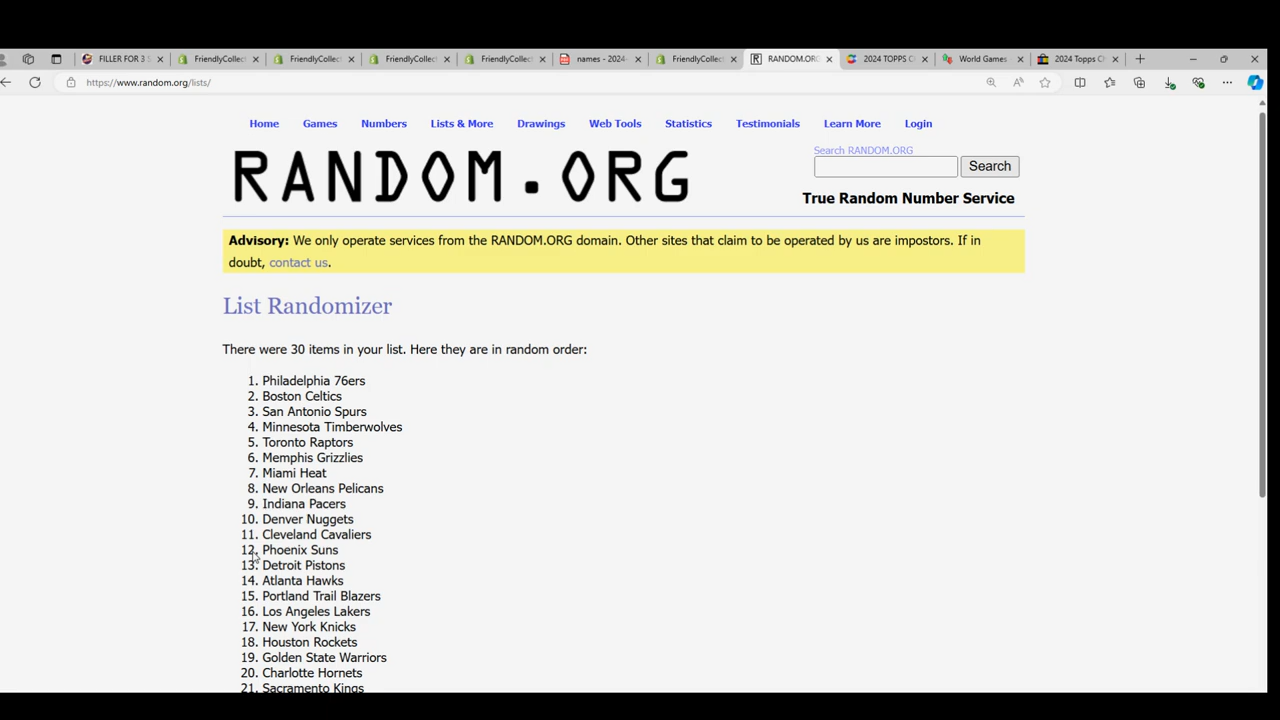 FILLER FOR 3 S
FriendlyCollect
FriendlyCollect
FriendlyCollect
FriendlyCollect
names - 2024-
FriendlyCollect
RANDOM.ORG
2024 TOPPS C
World Games
2024 Topps C
https://www.random.org/lists/
Home Games Numbers Lists & More Drawings Web Tools Statistics Testimonials Learn More Login
Search RANDOM.ORG
RANDOM.ORG
Search
True Random Number Service
Advisory: We only operate services from the RANDOM.ORG domain. Other sites that claim to be operated by us are impostors. If in
doubt, contact us.
List Randomizer
There were 30 items in your list. Here they are in random order:
1. Philadelphia 76ers
2. Boston Celtics
3. San Antonio Spurs
4. Minnesota Timberwolves
5. Toronto Raptors
6. Memphis Grizzlies
7. Miami Heat
8. New Orleans Pelicans
9. Indiana Pacers
10. Denver Nuggets
11. Cleveland Cavaliers
12. Phoenix Suns
13. Detroit Pistons
14. Atlanta Hawks
15. Portland Trail Blazers
16. Los Angeles Lakers
17. New York Knicks
18. Houston Rockets
19. Golden State Warriors
20. Charlotte Hornets
21. Sacramento Kings